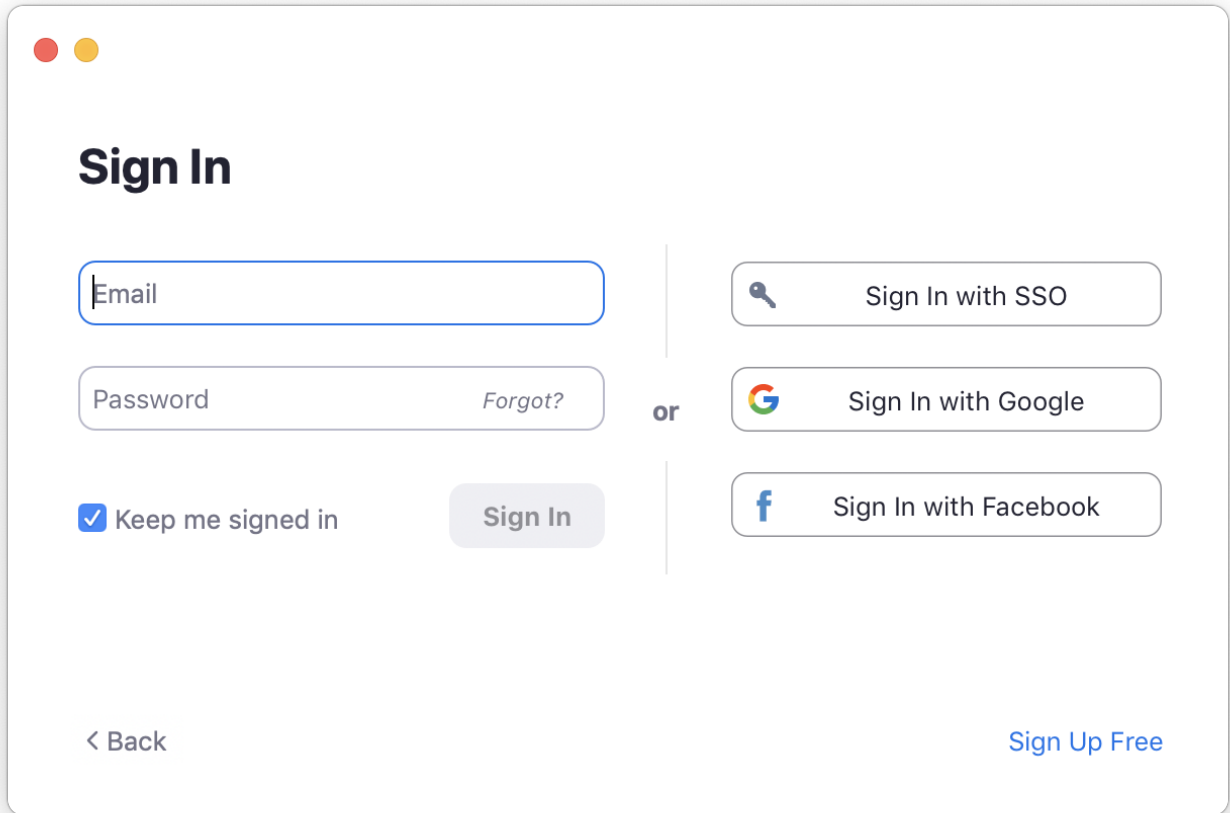 Sign In
Email
Password Forgot?
Keep me signed in Sign In
or
Sign In with SSO
Sign In with Google
Sign In with Facebook
Back
Sign Up Free